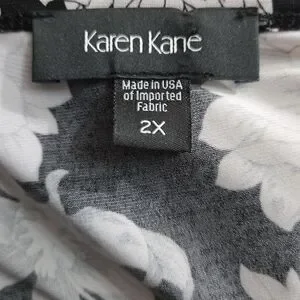 Karen Kane
Made in USA
of Imported
Fabric
2X